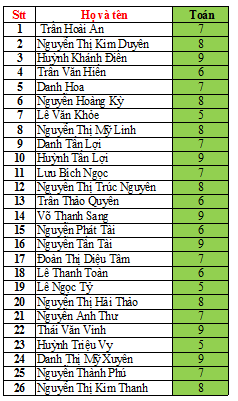 Stt Họ và tên Toán
1 Trần Hoài An 7
2 Nguyễn Thị Kim Duyên 8
3 Huỳnh Khánh Điền 9
4 Trần Văn Hiền 6
5 Danh Hoa 7
6 Nguyễn Hoàng Kỳ 8
7 Lê Văn Khỏe 5
8 Nguyễn Thị Mỹ Linh 8
9 Danh Tân Lợi 7
10 Huỳnh Tân Lợi 9
11 Lưu Bích Ngọc 7
12 Nguyễn Thị Trúc Nguyên 8
13 Trần Thảo Quyên 6
14 Võ Thanh Sang 9
15 Nguyễn Phát Tài 6
16 Nguyễn Tân Tài 9
17 Đoàn Thị Diệu Tâm 7
18 Lê Thanh Toàn 6
19 Lê Ngọc Tỷ 5
20 Nguyễn Thị Hải Thảo 8
21 Nguyễn Anh Thư 7
22 Thái Văn Vinh 9
23 Huỳnh Triệu Vy 5
24 Danh Thị Mỹ Xuyên 9
25 Nguyễn Thành Phú 7
26 Nguyễn Thị Kim Thanh 8